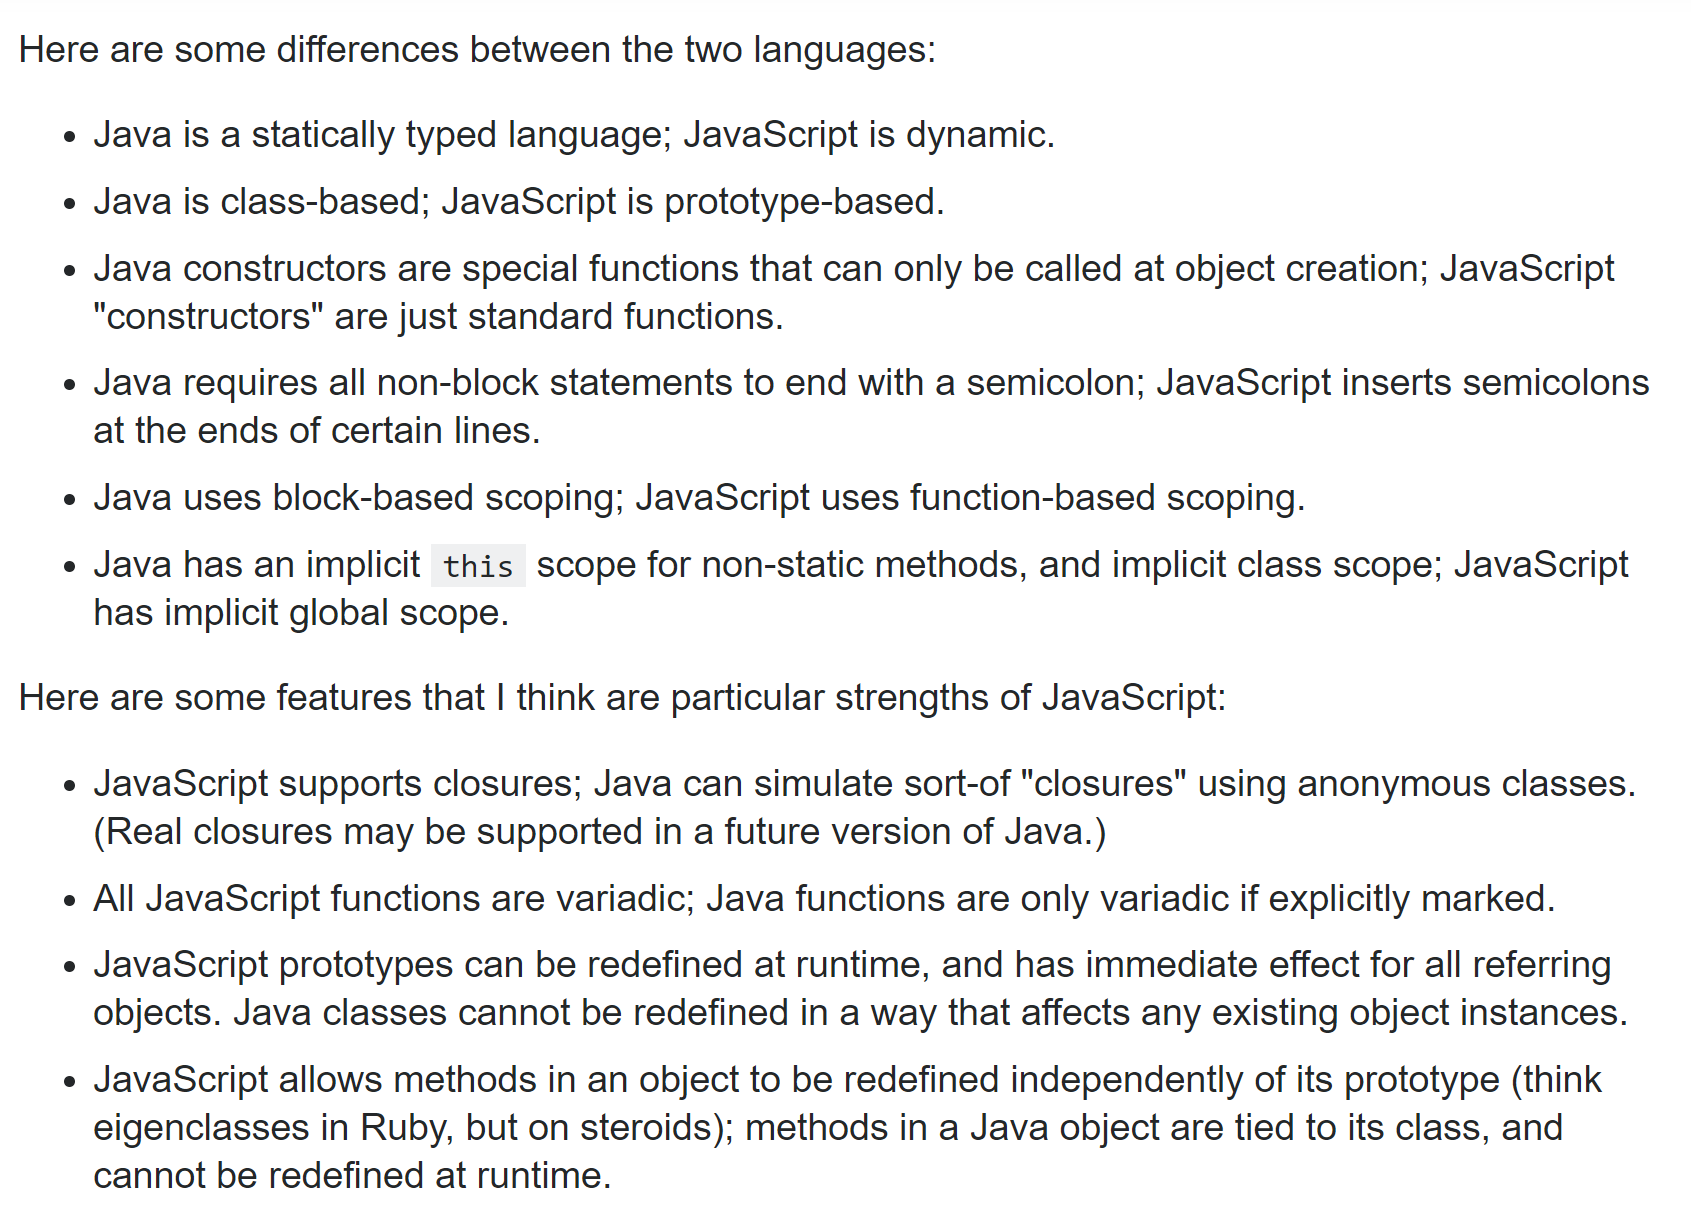 Here are some differences between the two languages:
• Java is a statically typed language; JavaScript is dynamic.
• Java is class-based; JavaScript is prototype-based.
• Java constructors are special functions that can only be called at object creation; JavaScript
"constructors" are just standard functions.
• Java requires all non-block statements to end with a semicolon; JavaScript inserts semicolons
at the ends of certain lines.
• Java uses block-based scoping; JavaScript uses function-based scoping.
• Java has an implicit this scope for non-static methods, and implicit class scope; JavaScript
has implicit global scope.
Here are some features that I think are particular strengths of JavaScript:
• JavaScript supports closures; Java can simulate sort-of "closures" using anonymous classes.
(Real closures may be supported in a future version of Java.)
• All JavaScript functions are variadic; Java functions are only variadic if explicitly marked.
• JavaScript prototypes can be redefined at runtime, and has immediate effect for all referring
objects. Java classes cannot be redefined in a way that affects any existing object instances.
• JavaScript allows methods in an object to be redefined independently of its prototype (think
eigenclasses in Ruby, but on steroids); methods in a Java object are tied to its class, and
cannot be redefined at runtime.